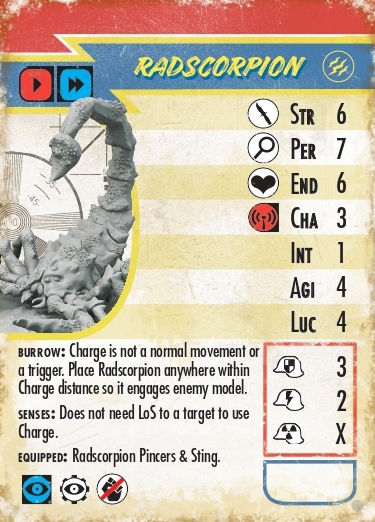 RADSCORPION
STR 6
PER 7
END 6
CHA 3
INT 1
AGI 4
LUC 4
BURROW: Charge is not a normal movement or
a trigger. Place Radscorpion anywhere within
Charge distance so it engages enemy model.
SENSES: Does not need LoS to a target to use
Charge.
EQUIPPED: Radscorpion Pincers & Sting.
3
2
X